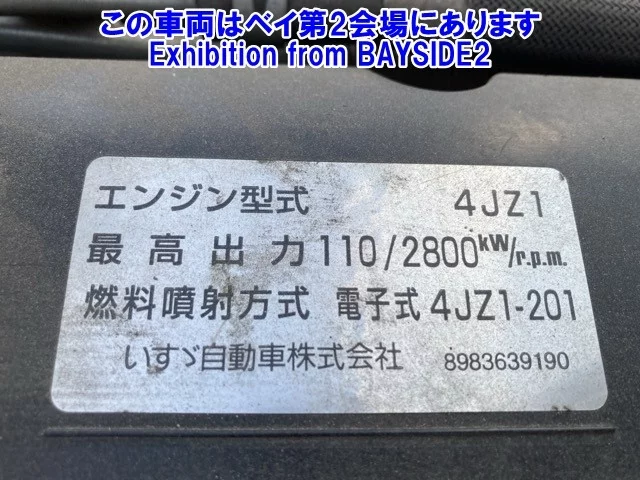 この車両はベイ第2会場にあります
Exhibition from BAYSIDE2
エンジン型式 4JZ1
最高出力 110/2800kW/r.p.m.
燃料噴射方式 電子式 4JZ1-201
いすゞ自動車株式会社 8983639190